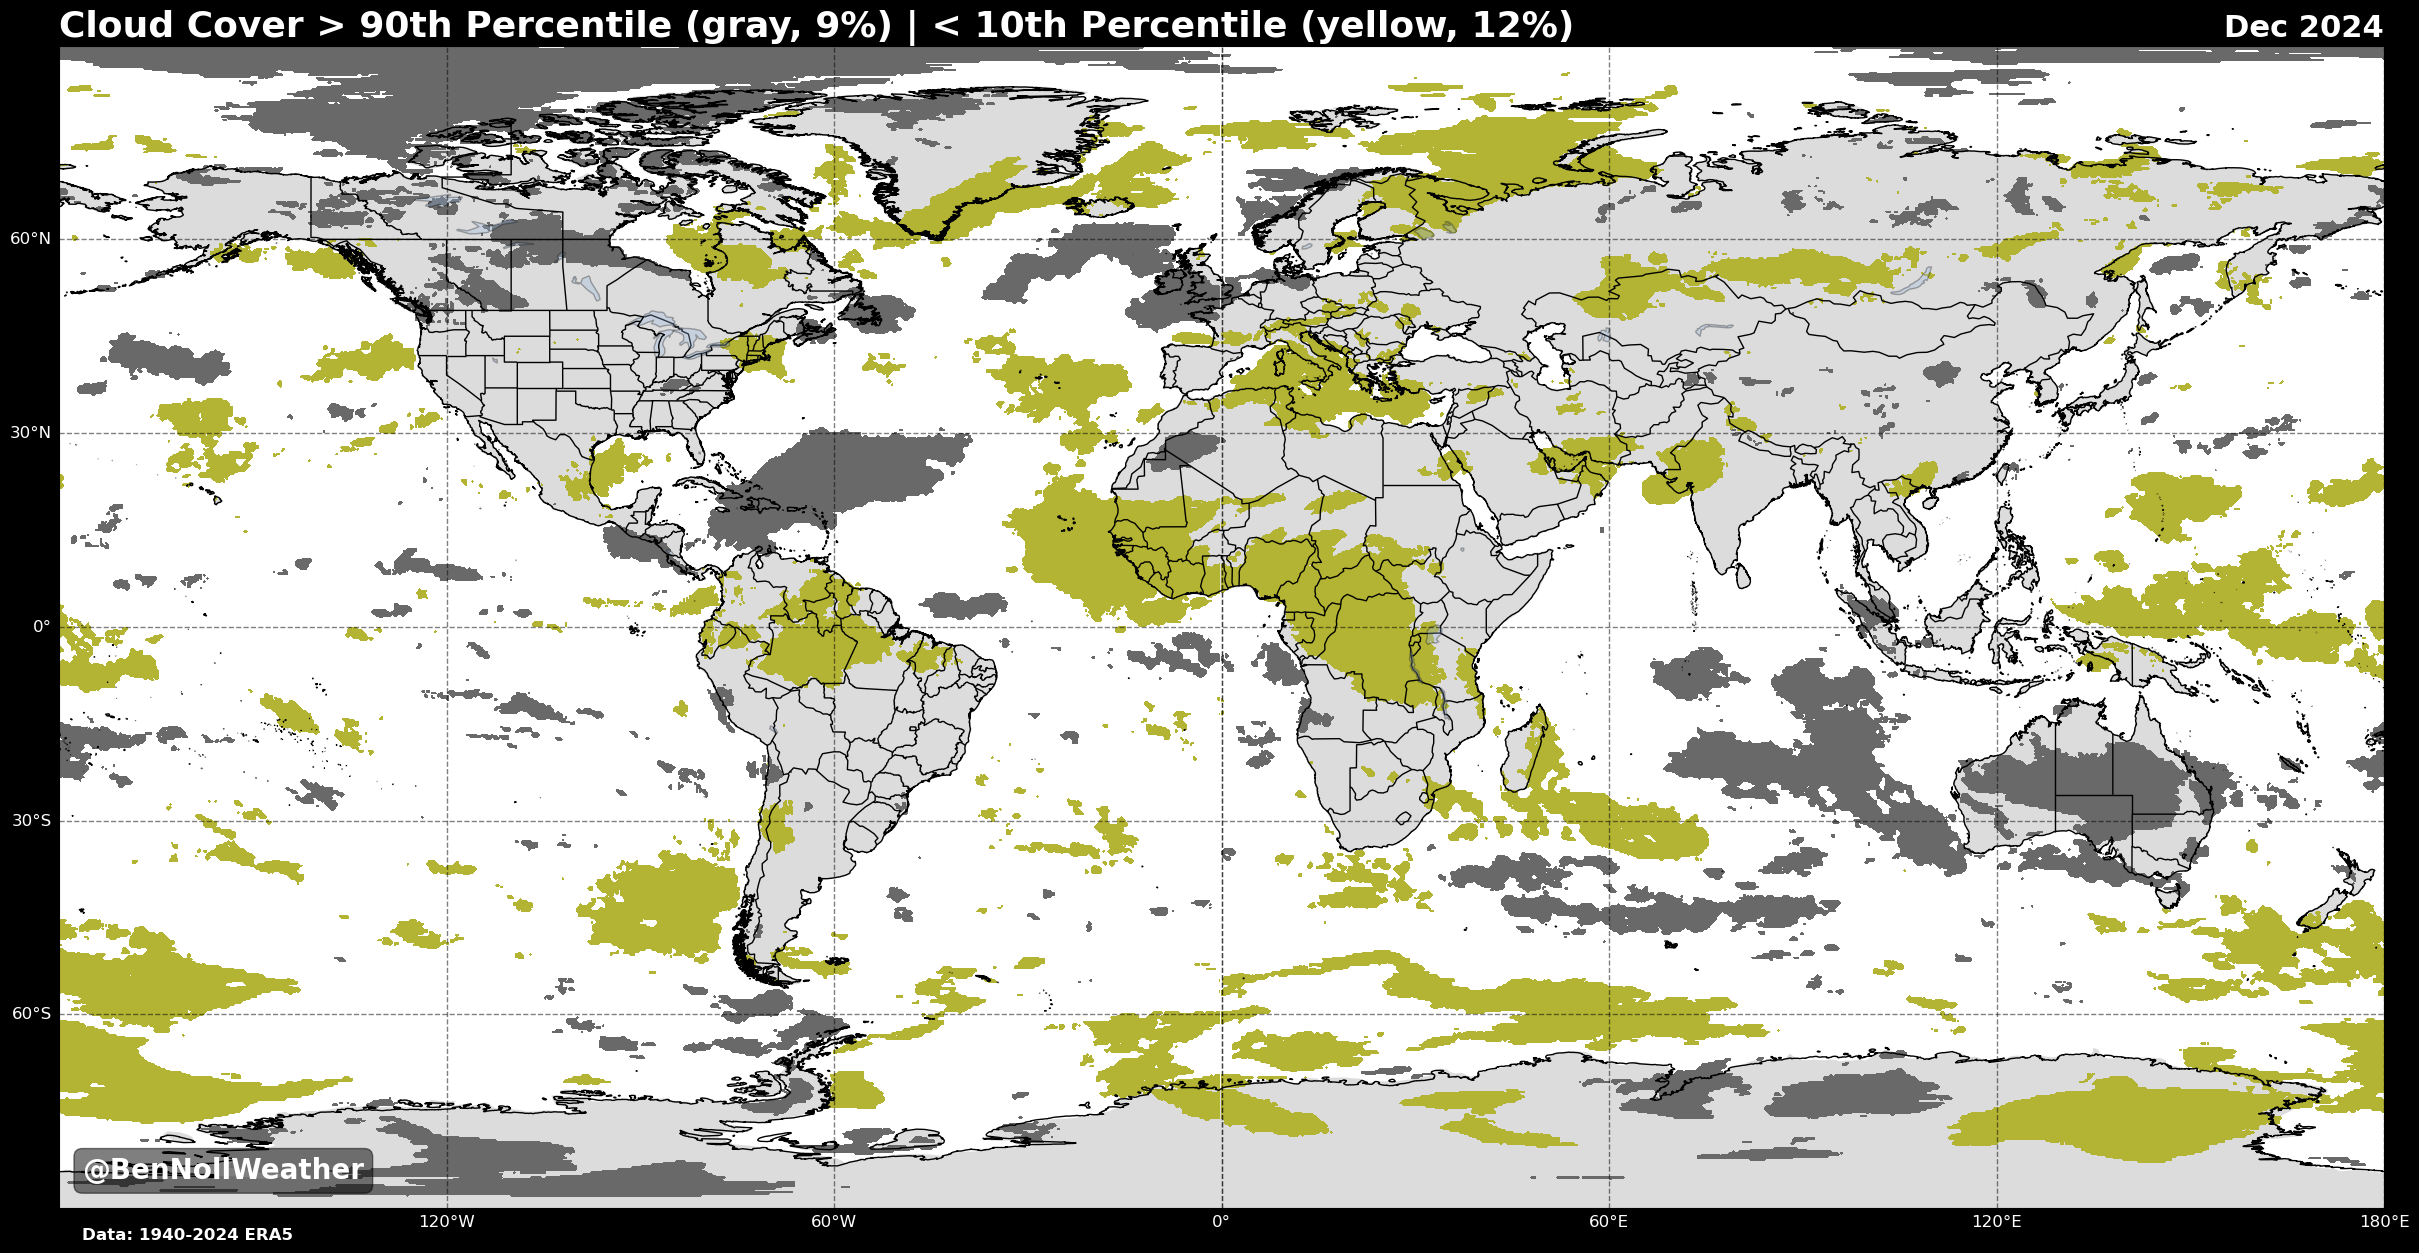 Cloud Cover > 90th Percentile (gray, 9%) | < 10th Percentile (yellow, 12%)
Dec 2024
60°N
30°N
0°
30°S
60°S
@BenNollWeather
120°W
60°W
0°
60°E
120°E
180°E
Data: 1940-2024 ERA5